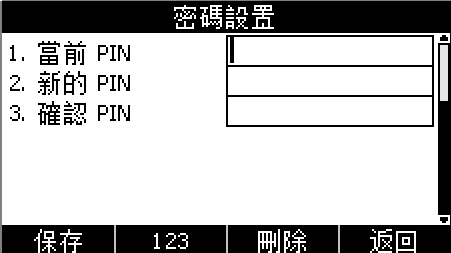 密碼設置
1. 當前 PIN
2. 新的 PIN
3. 確認 PIN
保存 123 刪除 返回